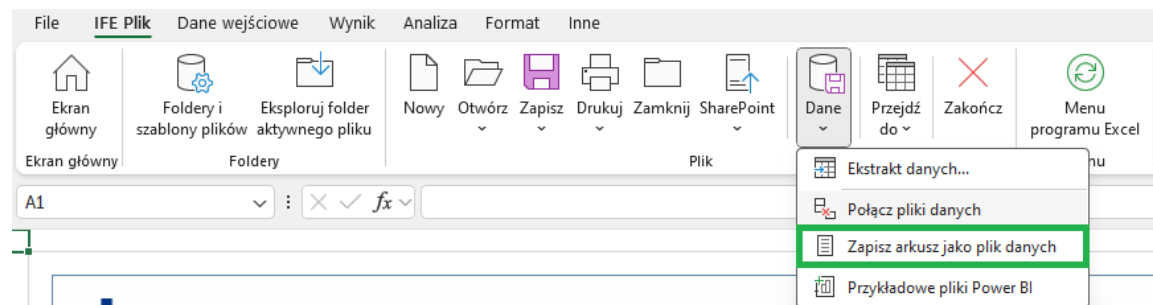 File IFE Plik Dane wejściowe Wynik Analiza Format Inne
Ekran główny
Foldery i szablony plików
Eksploruj folder aktywnego pliku
Nowy
Otwórz
Zapisz
Drukuj
Zamknij
SharePoint
Dane
Przejdź do
Zakończ
Menu programu Excel
Ekran główny Foldery Plik nu
A1 fx
Ekstrakt danych...
Połącz pliki danych
Zapisz arkusz jako plik danych
Przykładowe pliki Power BI